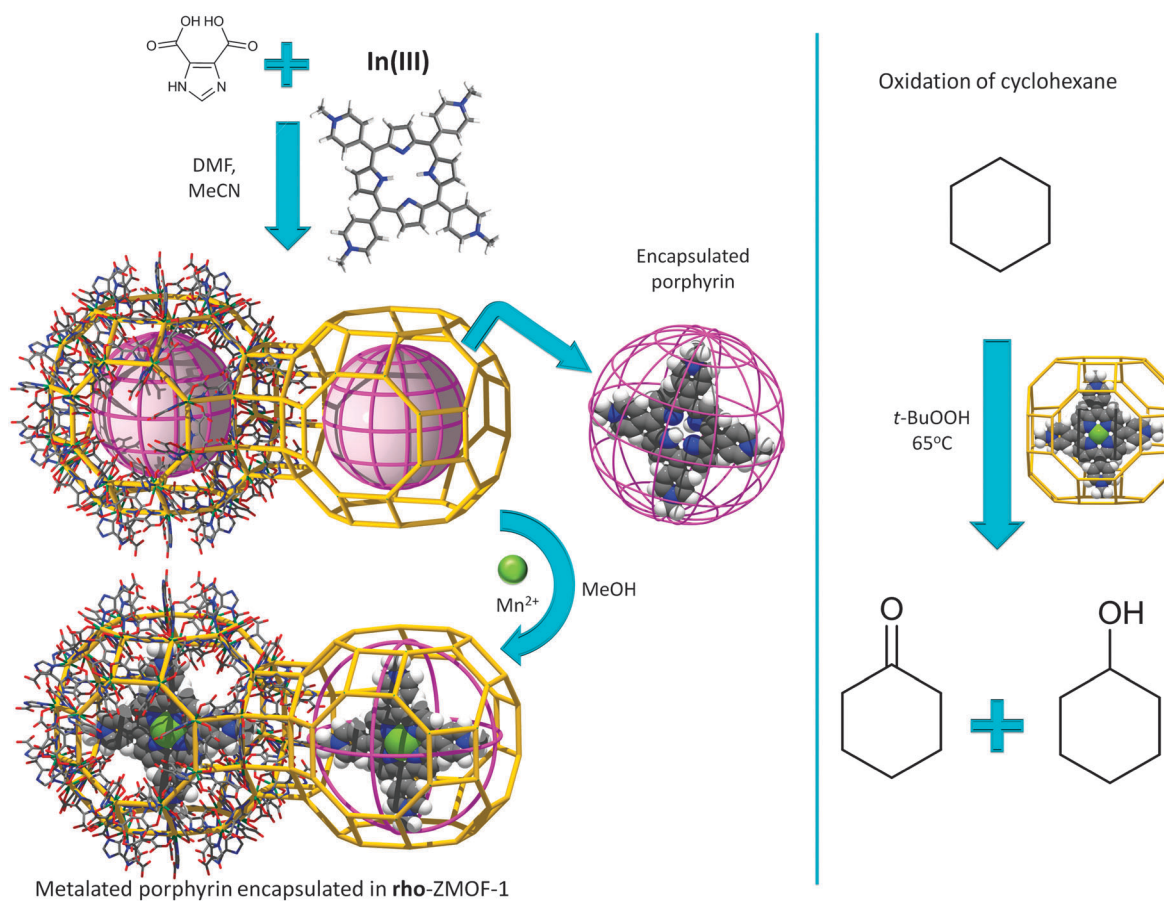 OH HO
O O
HN N
In(III)
DMF,
MeCN
Encapsulated
porphyrin
Mn²⁺
MeOH
Metalated porphyrin encapsulated in rho-ZMOF-1
Oxidation of cyclohexane
t-BuOOH
65°C
O
OH